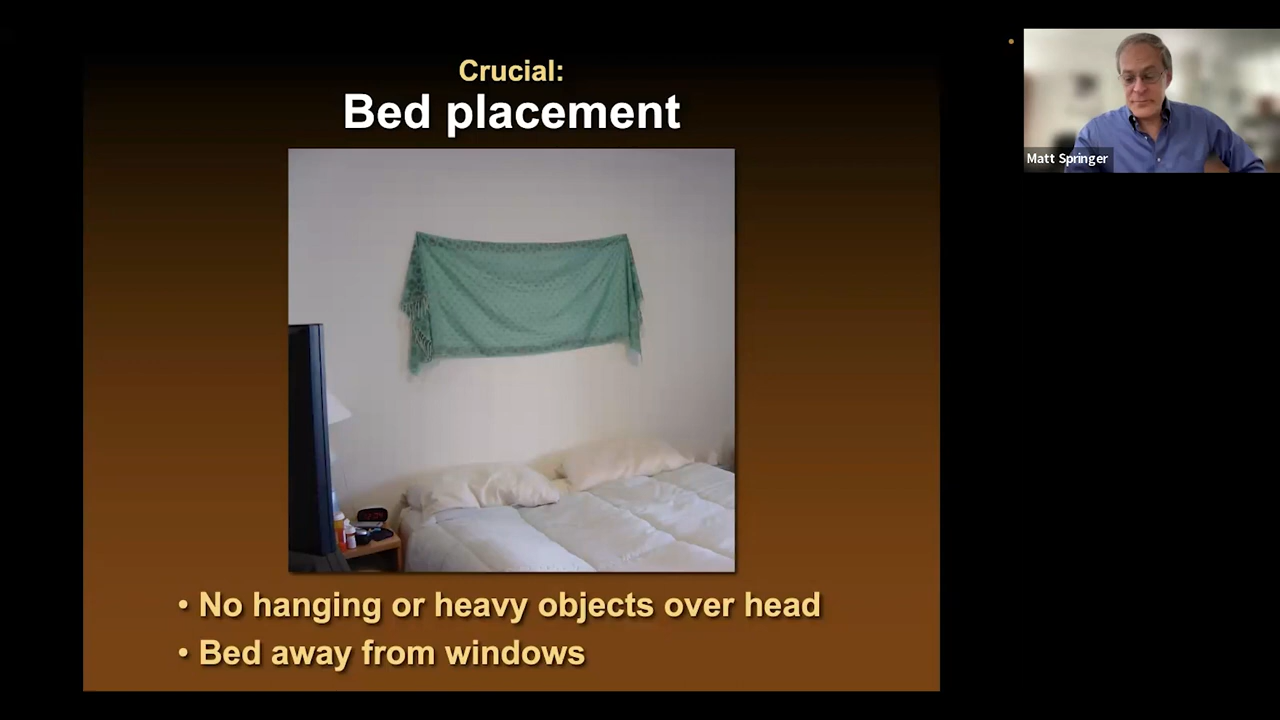 Crucial:
Bed placement
• No hanging or heavy objects over head
• Bed away from windows
Matt Springer